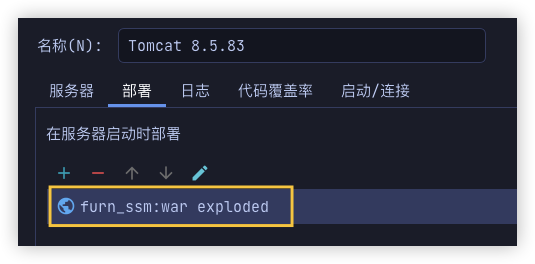 名称(N): Tomcat 8.5.83
服务器 部署 日志 代码覆盖率 启动/连接
在服务器启动时部署
furn_ssm:war exploded